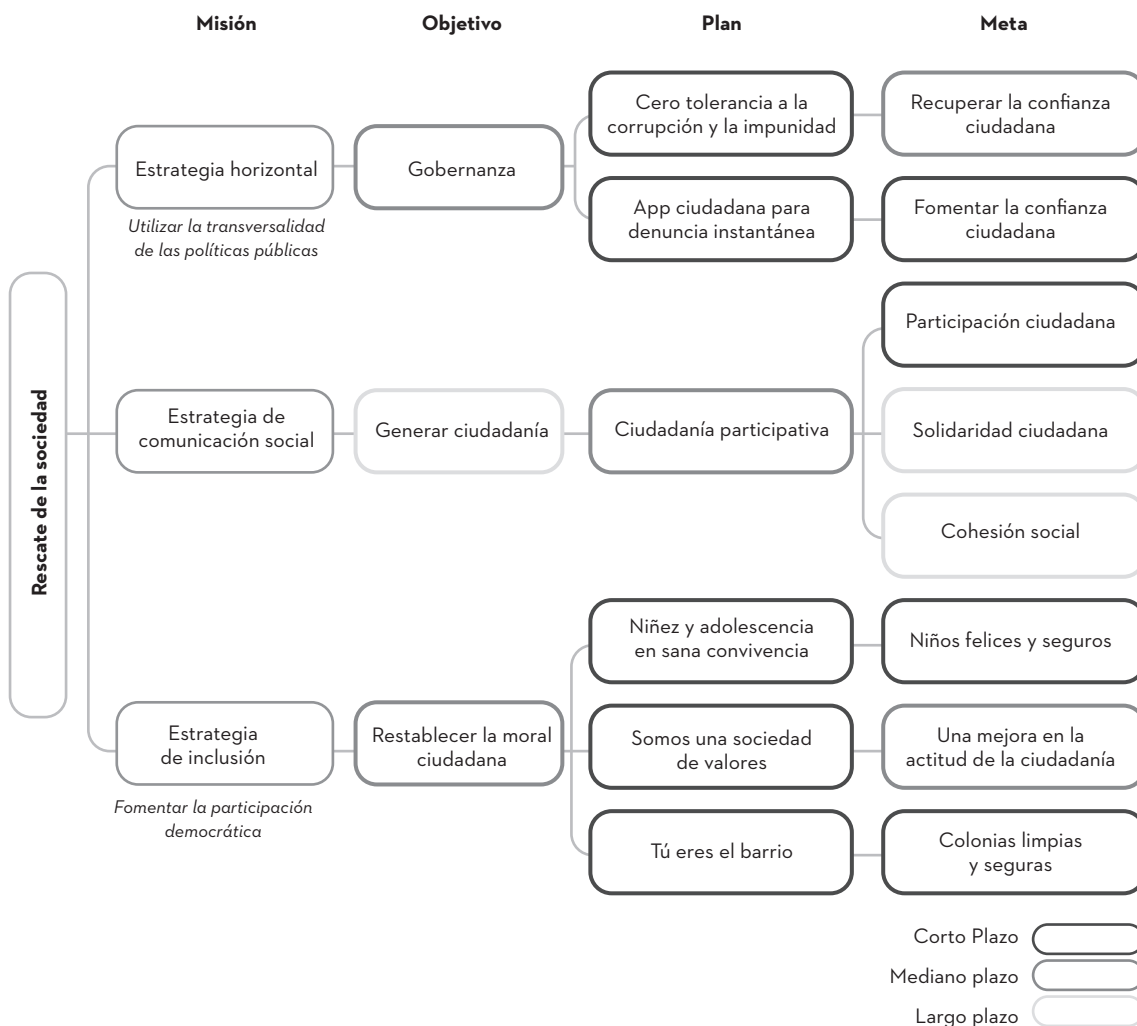 Misión
Objetivo
Plan
Meta
Rescate de la sociedad
Estrategia horizontal
Utilizar la transversalidad
de las políticas públicas
Gobernanza
Cero tolerancia a la
corrupción y la impunidad
Recuperar la confianza
ciudadana
App ciudadana para
denuncia instantánea
Fomentar la confianza
ciudadana
Estrategia de
comunicación social
Generar ciudadanía
Ciudadanía participativa
Participación ciudadana
Solidaridad ciudadana
Cohesión social
Estrategia
de inclusión
Fomentar la participación
democrática
Restablecer la moral
ciudadana
Niñez y adolescencia
en sana convivencia
Niños felices y seguros
Somos una sociedad
de valores
Una mejora en la
actitud de la ciudadanía
Tú eres el barrio
Colonias limpias
y seguras
Corto Plazo
Mediano plazo
Largo plazo